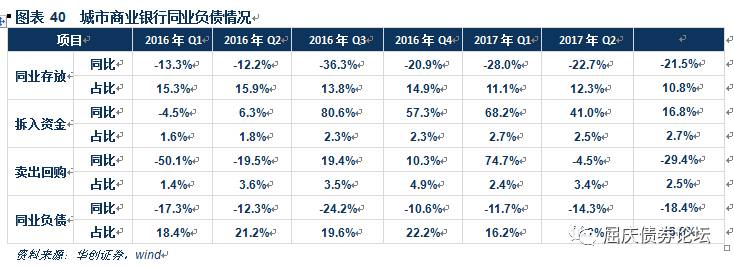 图表 40 城市商业银行同业负债情况
项目 2016 年 Q1 2016 年 Q2 2016 年 Q3 2016 年 Q4 2017 年 Q1 2017 年 Q2
同业存放 同比 -13.3% -12.2% -36.3% -20.9% -28.0% -22.7% -21.5%
占比 15.3% 15.9% 13.8% 14.9% 11.1% 12.3% 10.8%
拆入资金 同比 -4.5% 6.3% 80.6% 57.3% 68.2% 41.0% 16.8%
占比 1.6% 1.8% 2.3% 2.3% 2.7% 2.5% 2.7%
卖出回购 同比 -50.1% -19.5% 19.4% 10.3% 74.7% -4.5% -29.4%
占比 1.4% 3.6% 3.5% 4.9% 2.4% 3.4% 2.5%
同业负债 同比 -17.3% -12.3% -24.2% -10.6% -11.7% -14.3% -18.4%
占比 18.4% 21.2% 19.6% 22.2% 16.2%
屈庆债券论坛
资料来源：华创证券，wind